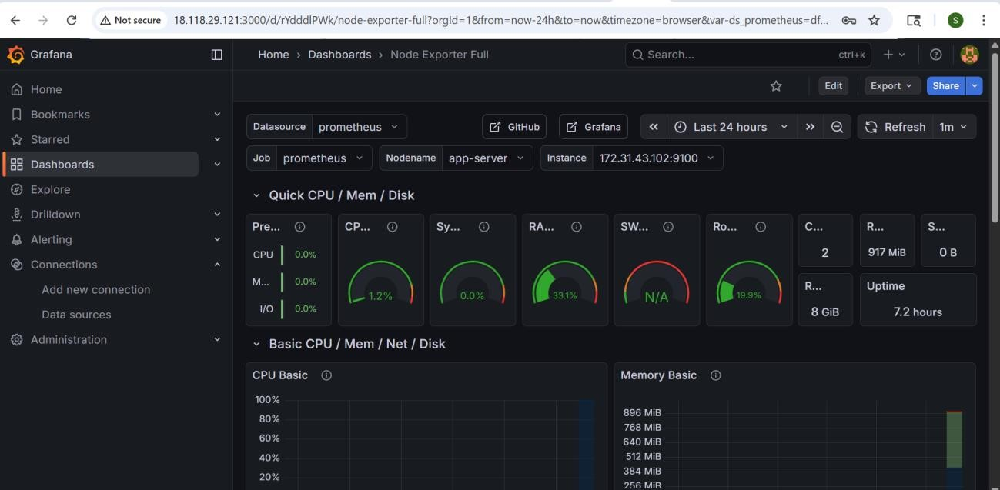 Not secure
18.118.29.121:3000/d/rYdddlPWk/node-exporter-full?orgId=1&from=now-24h&to=now&timezone=browser&var-ds_prometheus=df...
S
Grafana
Home › Dashboards › Node Exporter Full
Search...
ctrl+k
Home
Bookmarks
Starred
Dashboards
Explore
Drilldown
Alerting
Connections
Add new connection
Data sources
Administration
Edit
Export
Share
Datasource prometheus
GitHub
Grafana
Last 24 hours
Refresh
1m
Job prometheus
Nodename app-server
Instance 172.31.43.102:9100
Quick CPU / Mem / Disk
Pre...
CPU 0.0%
M... 0.0%
I/O 0.0%
CP...
1.2%
Sy...
0.0%
RA...
33.1%
SW...
N/A
Ro...
19.9%
C...
2
R...
917 MiB
S...
0 B
R...
8 GiB
Uptime
7.2 hours
Basic CPU / Mem / Net / Disk
CPU Basic
100%
80%
60%
40%
20%
Memory Basic
896 MiB
768 MiB
640 MiB
512 MiB
384 MiB
256 MiB